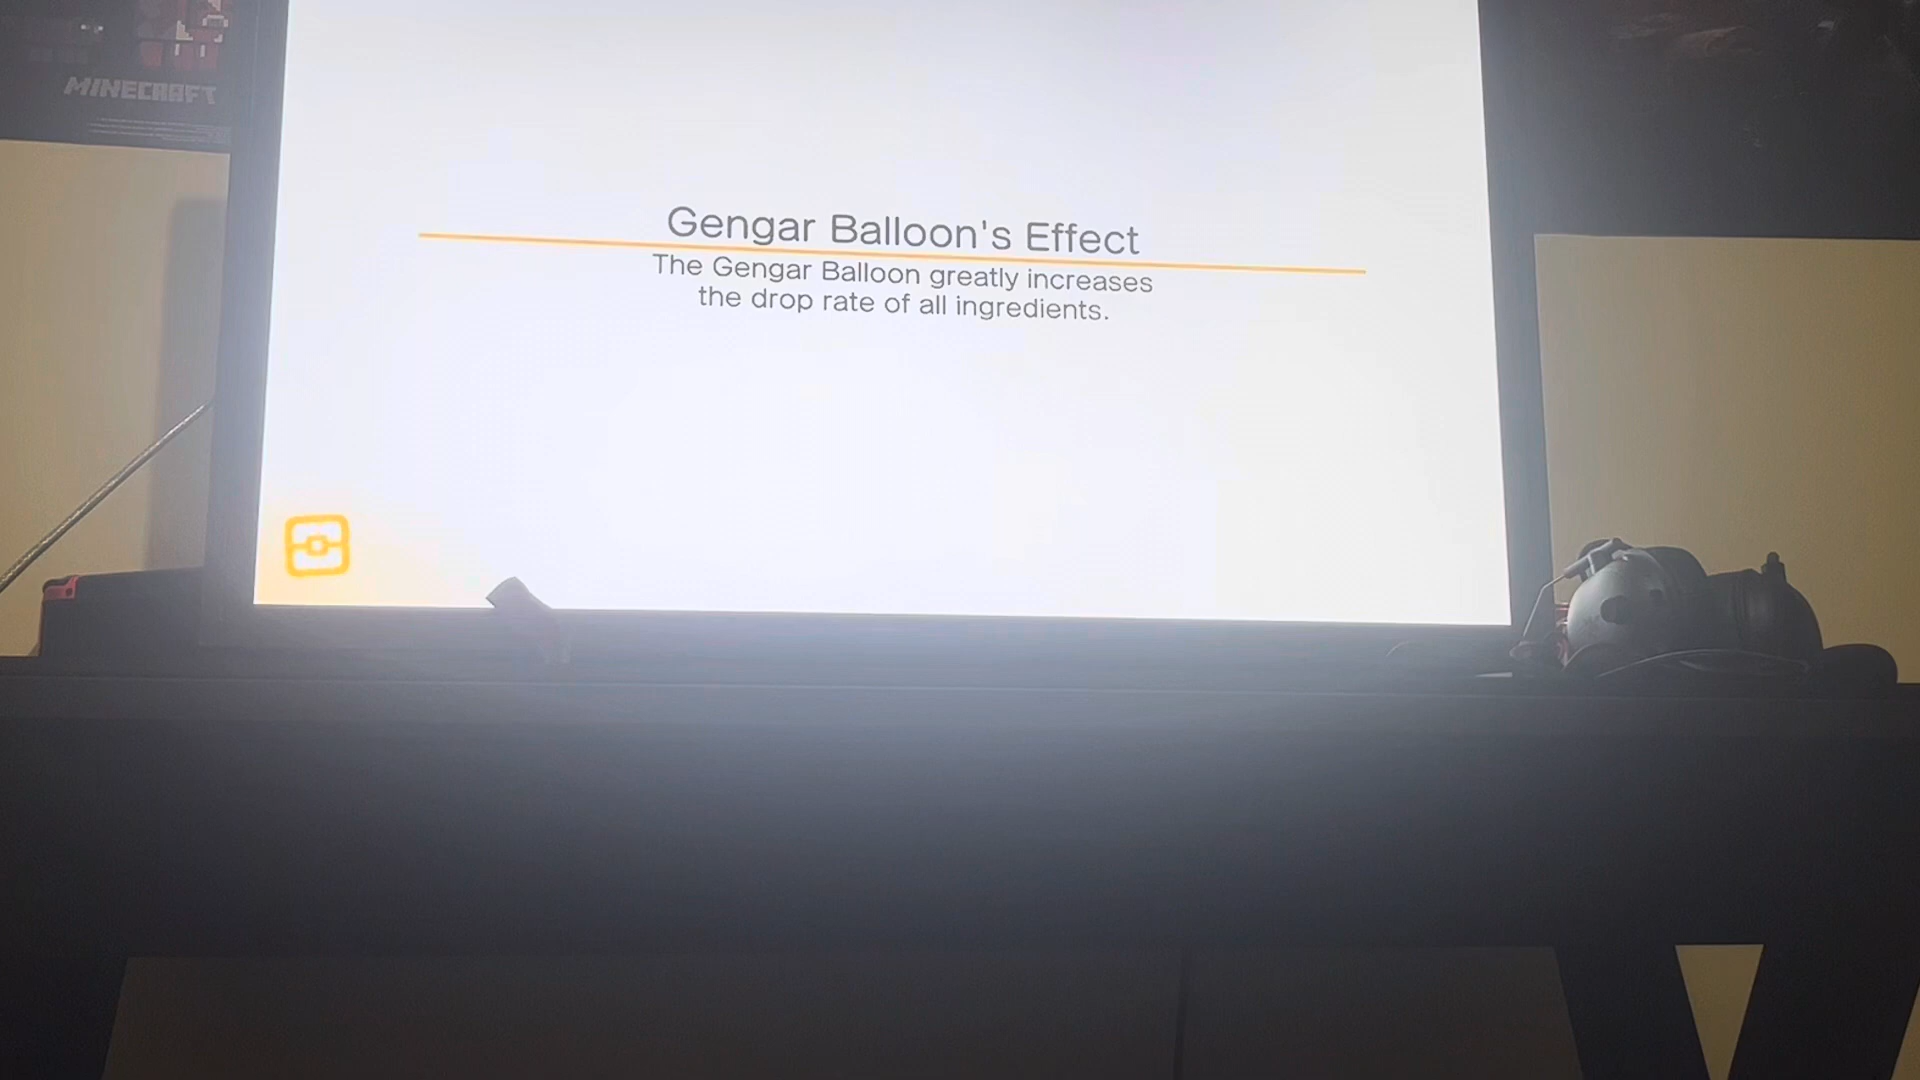 MINECRAFT
Gengar Balloon's Effect
The Gengar Balloon greatly increases
the drop rate of all ingredients.